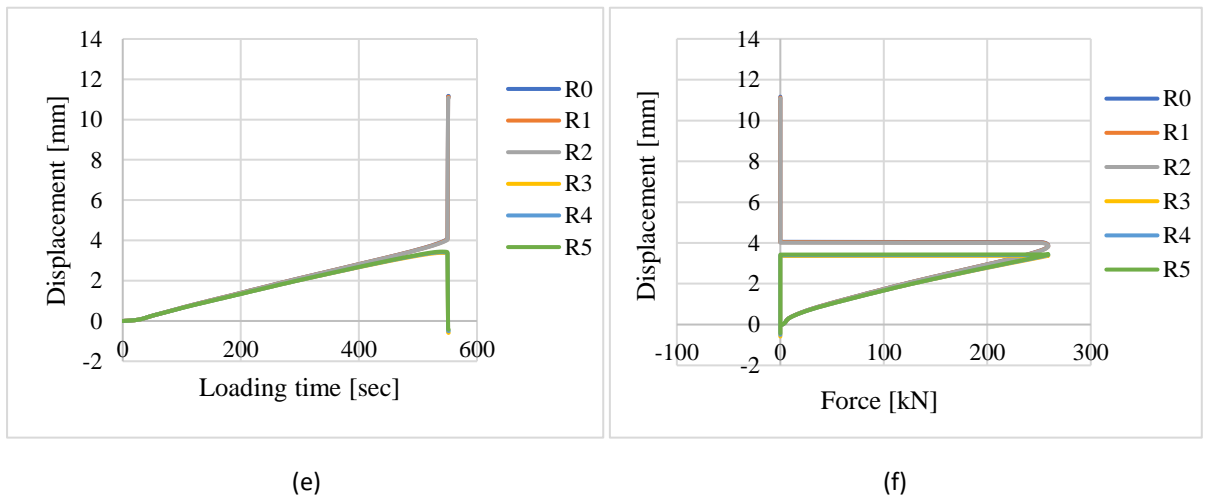 14
12
10
8
6
4
2
0
-2
0
200
400
600
Displacement [mm]
Loading time [sec]
R0
R1
R2
R3
R4
R5
(e)
14
12
10
8
6
4
2
0
-2
-100
0
100
200
300
Displacement [mm]
Force [kN]
R0
R1
R2
R3
R4
R5
(f)